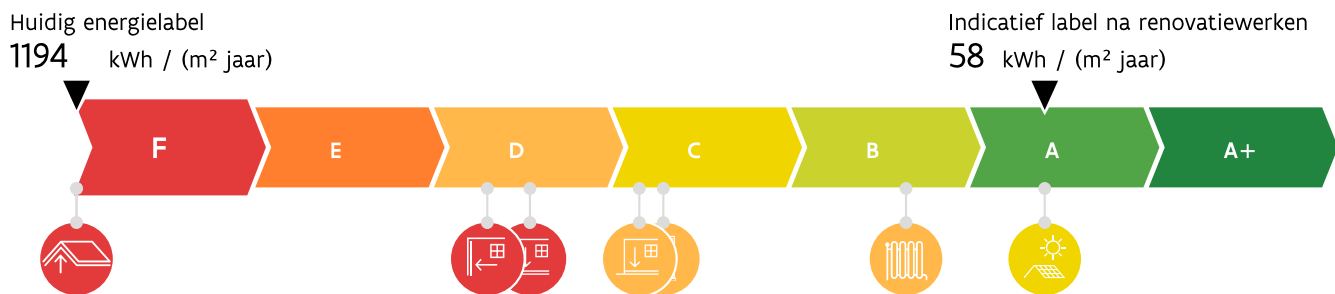 Huidig energielabel
1194 kWh / (m² jaar)
Indicatief label na renovatiewerken
58 kWh / (m² jaar)
F E D C B A A+